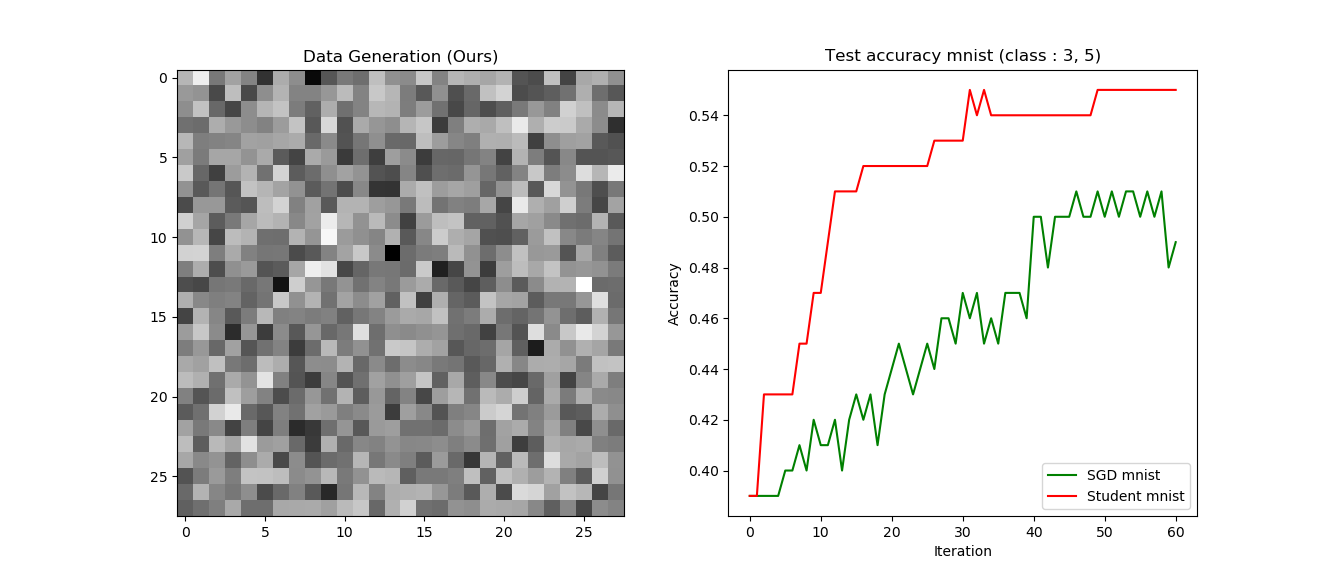 Data Generation (Ours)
0
5
10
15
20
25
0 5 10 15 20 25
Test accuracy mnist (class : 3, 5)
Accuracy
0.54
0.52
0.50
0.48
0.46
0.44
0.42
0.40
SGD mnist
Student mnist
0 10 20 30 40 50 60
Iteration